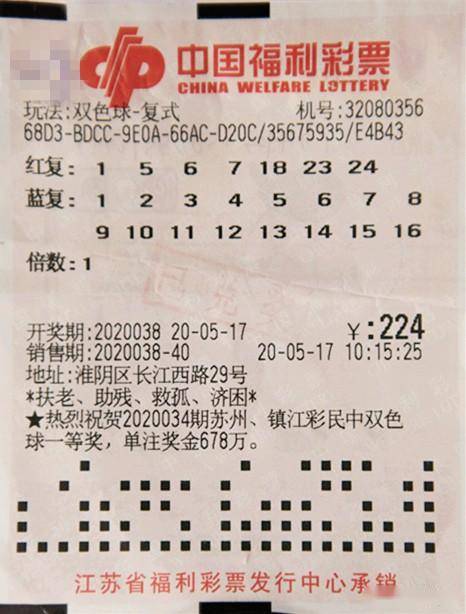 中国福利彩票
CHINA WELFARE LOTTERY
玩法:双色球-复式 机号:32080356
68D3-BDCC-9E0A-66AC-D20C/35675935/E4B43
红复: 1 5 6 7 18 23 24
蓝复: 1 2 3 4 5 6 7 8
9 10 11 12 13 14 15 16
倍数: 1
开奖期:2020038 20-05-17 ￥:224
销售期:2020038-40 20-05-17 10:15:25
地址:淮阴区长江西路29号
*扶老、助残、救孤、济困*
★热烈祝贺2020034期苏州、镇江彩民中双色
球一等奖，单注奖金678万。
江苏省福利彩票发行中心承销